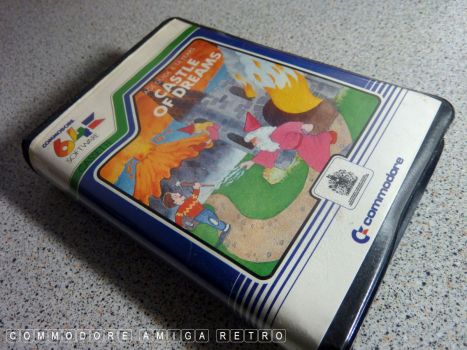 COMMODORE
64
SOFTWARE
CASTLE
OF DREAMS
commodore
COMMODORE AMIGA RETRO